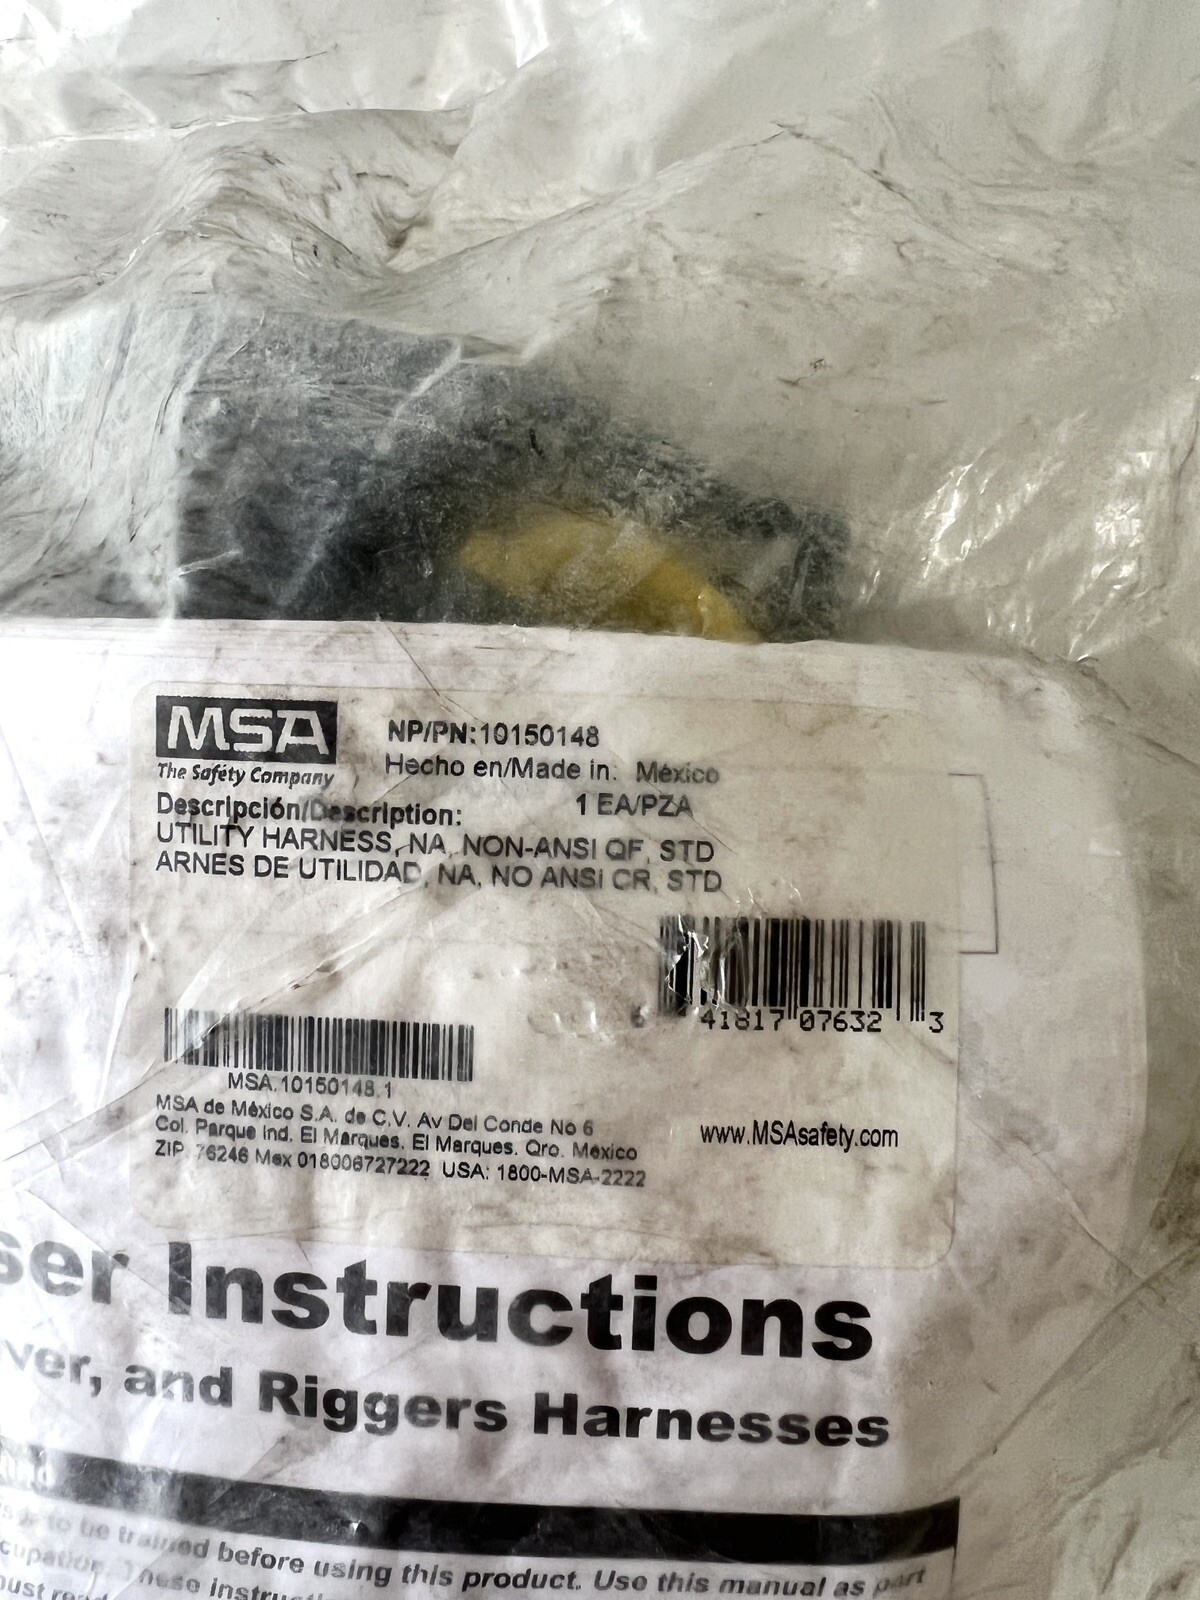 MSA
The Safety Company
NP/PN:10150148
Hecho en/Made in: México
Descripción/Description: 1 EA/PZA
UTILITY HARNESS, NA, NON-ANSI QF, STD
ARNES DE UTILIDAD, NA, NO ANSI CR, STD
41817 07632 3
MSA.10150148.1
MSA de México S.A. de C.V. Av Del Conde No 6
Col. Parque Ind. El Marques. El Marques. Qro. México
ZIP. 76246 Mex 018006727222 USA: 1800-MSA-2222
www.MSAsafety.com
ser Instructions
ver, and Riggers Harnesses
to be trained before using this product. Use this manual as part
These